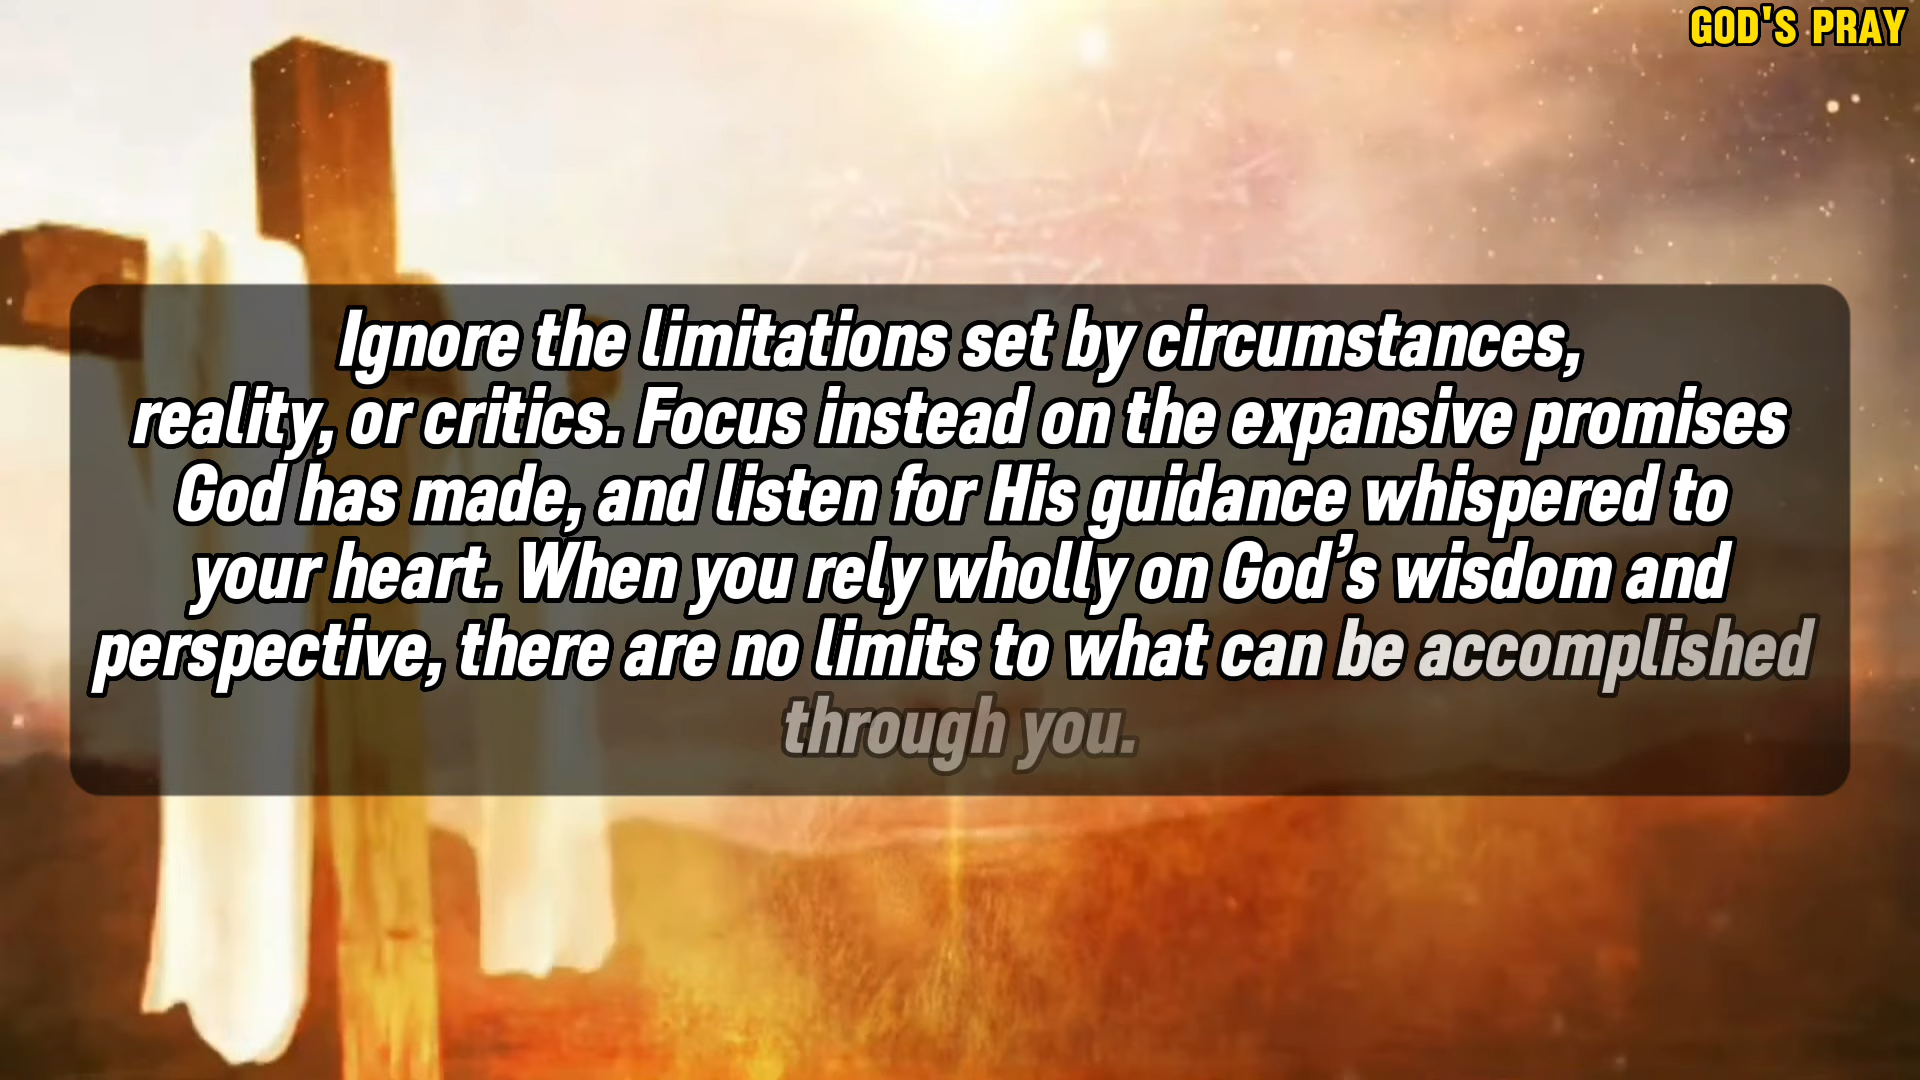 GOD'S PRAY
Ignore the limitations set by circumstances,
reality, or critics. Focus instead on the expansive promises
God has made, and listen for His guidance whispered to
your heart. When you rely wholly on God’s wisdom and
perspective, there are no limits to what can be accomplished
through you.